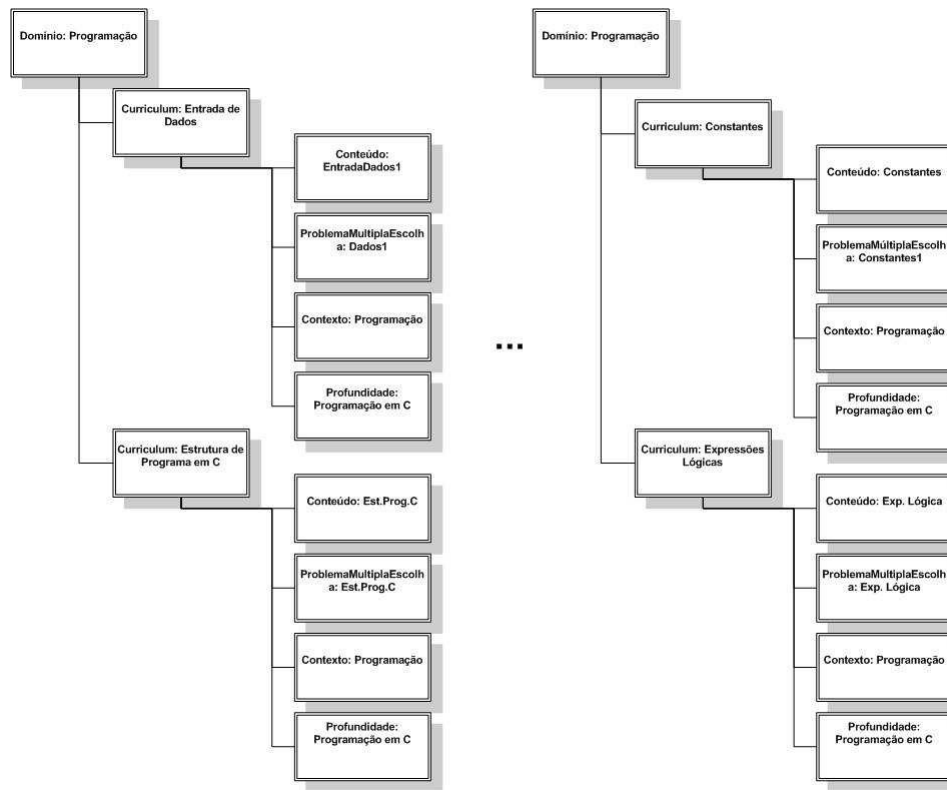 Domínio: Programação
Curriculum: Entrada de
Dados
Conteúdo:
EntradaDados1
ProblemaMultiplaEscolh
a: Dados1
Contexto: Programação
Profundidade:
Programação em C
Curriculum: Estrutura de
Programa em C
Conteúdo: Est.Prog.C
ProblemaMultiplaEscolh
a: Est.Prog.C
Contexto: Programação
Profundidade:
Programação em C
...
Domínio: Programação
Curriculum: Constantes
Conteúdo: Constantes
ProblemaMúltiplaEscolh
a: Constantes1
Contexto: Programação
Profundidade:
Programação em C
Curriculum: Expressões
Lógicas
Conteúdo: Exp. Lógica
ProblemaMultiplaEscolh
a: Exp. Lógica
Contexto: Programação
Profundidade:
Programação em C